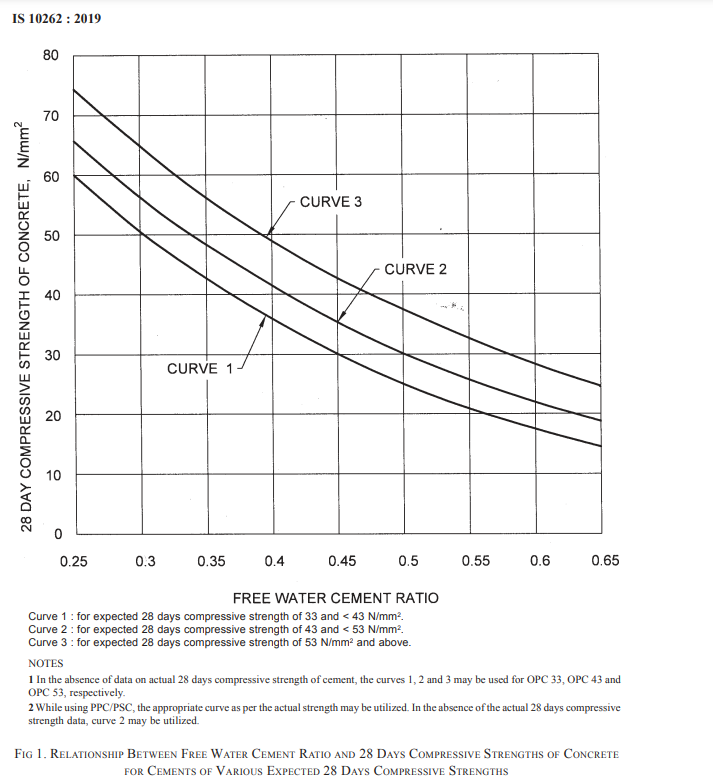 IS 10262 : 2019
80
70
60
50
40
30
20
10
0
28 DAY COMPRESSIVE STRENGTH OF CONCRETE, N/mm²
CURVE 3
CURVE 2
CURVE 1
0.25 0.3 0.35 0.4 0.45 0.5 0.55 0.6 0.65
FREE WATER CEMENT RATIO
Curve 1 : for expected 28 days compressive strength of 33 and < 43 N/mm².
Curve 2 : for expected 28 days compressive strength of 43 and < 53 N/mm².
Curve 3 : for expected 28 days compressive strength of 53 N/mm² and above.
NOTES
1 In the absence of data on actual 28 days compressive strength of cement, the curves 1, 2 and 3 may be used for OPC 33, OPC 43 and
OPC 53, respectively.
2 While using PPC/PSC, the appropriate curve as per the actual strength may be utilized. In the absence of the actual 28 days compressive
strength data, curve 2 may be utilized.
FIG 1. RELATIONSHIP BETWEEN FREE WATER CEMENT RATIO AND 28 DAYS COMPRESSIVE STRENGTHS OF CONCRETE
FOR CEMENTS OF VARIOUS EXPECTED 28 DAYS COMPRESSIVE STRENGTHS